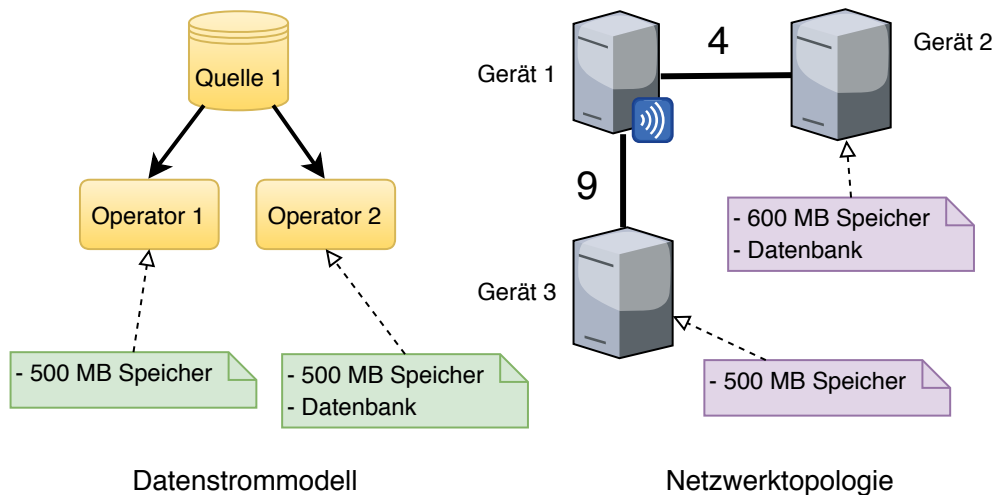 Quelle 1
Operator 1
Operator 2
- 500 MB Speicher
- 500 MB Speicher
- Datenbank
Datenstrommodell
Gerät 1
4
Gerät 2
9
- 600 MB Speicher
- Datenbank
Gerät 3
- 500 MB Speicher
Netzwerktopologie